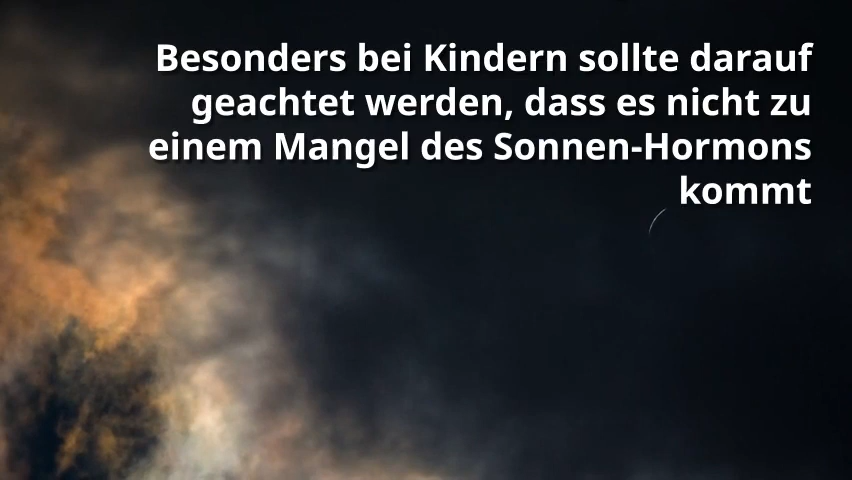 Besonders bei Kindern sollte darauf
geachtet werden, dass es nicht zu
einem Mangel des Sonnen-Hormons
kommt